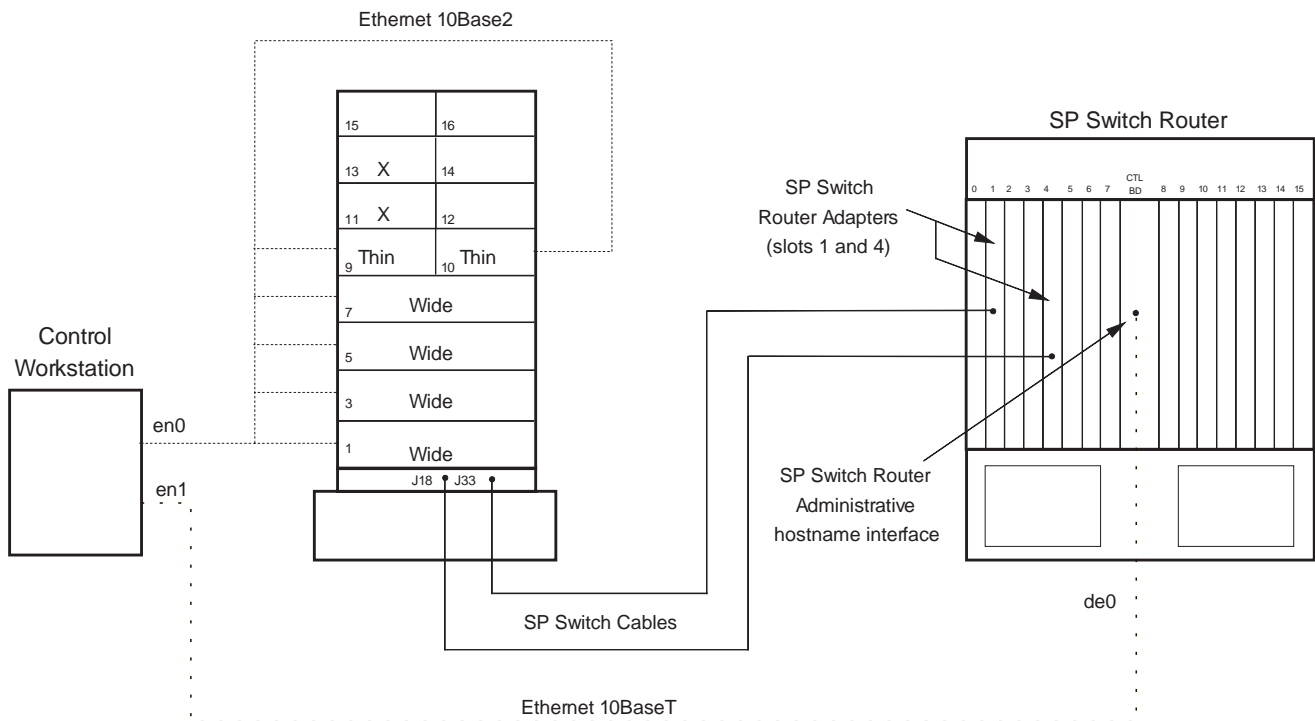 Ethernet 10Base2
15
16
13 X
14
11 X
12
9 Thin
10 Thin
7 Wide
5 Wide
3 Wide
1 Wide
J18 J33
Control
Workstation
en0
en1
SP Switch Cables
Ethernet 10BaseT
SP Switch Router
0 1 2 3 4 5 6 7 CTL BD 8 9 10 11 12 13 14 15
SP Switch
Router Adapters
(slots 1 and 4)
SP Switch Router
Administrative
hostname interface
de0